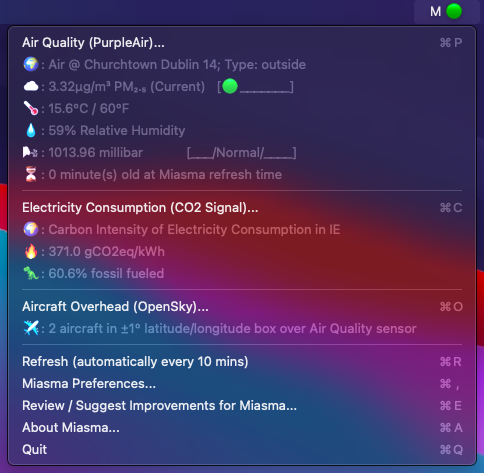 M 🟢
Air Quality (PurpleAir)... ⌘ P
🌍 : Air @ Churchtown Dublin 14; Type: outside
☁️ : 3.32µg/m³ PM₂.₅ (Current) [🟢_______]
🌡️ : 15.6°C / 60°F
💧 : 59% Relative Humidity
🌬️ : 1013.96 millibar [___/Normal/____]
⏳ : 0 minute(s) old at Miasma refresh time
Electricity Consumption (CO2 Signal)... ⌘ C
🌍 : Carbon Intensity of Electricity Consumption in IE
🔥 : 371.0 gCO2eq/kWh
🦖 : 60.6% fossil fueled
Aircraft Overhead (OpenSky)... ⌘ O
✈️ : 2 aircraft in ±1° latitude/longitude box over Air Quality sensor
Refresh (automatically every 10 mins) ⌘ R
Miasma Preferences... ⌘ ,
Review / Suggest Improvements for Miasma... ⌘ E
About Miasma... ⌘ A
Quit ⌘ Q